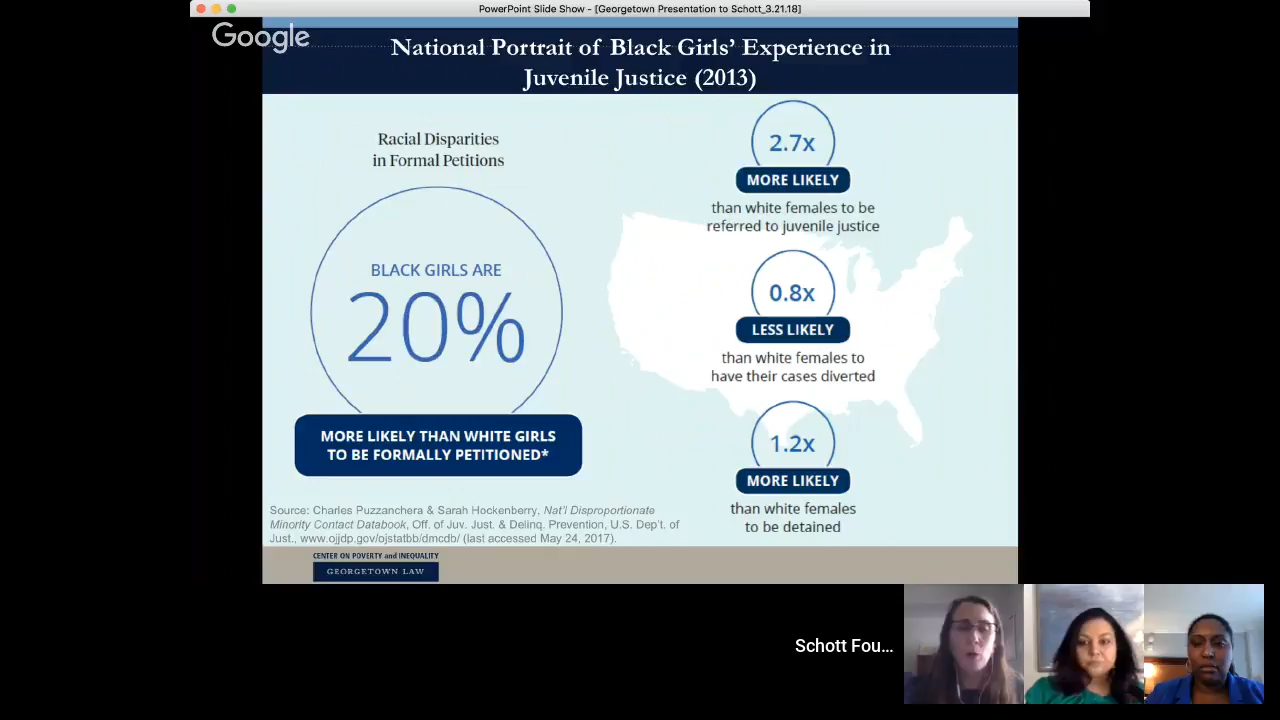 PowerPoint Slide Show - [Georgetown Presentation to Schott_3.21.18]
Google
National Portrait of Black Girls’ Experience in
Juvenile Justice (2013)
Racial Disparities
in Formal Petitions
BLACK GIRLS ARE
20%
MORE LIKELY THAN WHITE GIRLS
TO BE FORMALLY PETITIONED*
2.7x
MORE LIKELY
than white females to be
referred to juvenile justice
0.8x
LESS LIKELY
than white females to
have their cases diverted
1.2x
MORE LIKELY
than white females
to be detained
Source: Charles Puzzanchera & Sarah Hockenberry, Nat’l Disproportionate
Minority Contact Databook, Off. of Juv. Just. & Delinq. Prevention, U.S. Dep’t. of
Just., www.ojjdp.gov/ojstatbb/dmcdb/ (last accessed May 24, 2017).
CENTER ON POVERTY and INEQUALITY
GEORGETOWN LAW
Schott Fou...